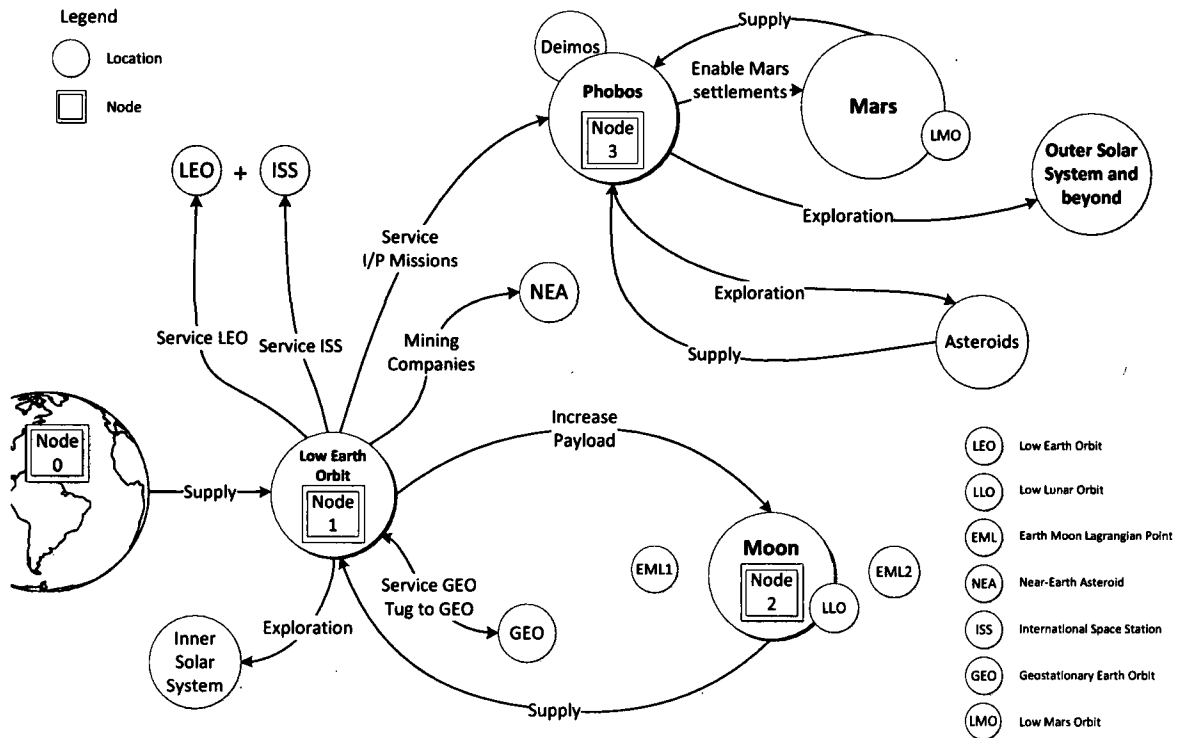 Legend
Location
Node
Deimos
Phobos
Node
3
Supply
Enable Mars
settlements
Mars
LMO
Outer Solar
System and
beyond
Exploration
LEO + ISS
Service
I/P Missions
NEA
Exploration
Asteroids
Supply
Service LEO
Service ISS
Mining
Companies
Node
0
Supply
Low Earth
Orbit
Node
1
Increase
Payload
Moon
Node
2
LLO
EML1
EML2
Service GEO
Tug to GEO
GEO
Exploration
Inner
Solar
System
Supply
LEO Low Earth Orbit
LLO Low Lunar Orbit
EML Earth Moon Lagrangian Point
NEA Near-Earth Asteroid
ISS International Space Station
GEO Geostationary Earth Orbit
LMO Low Mars Orbit